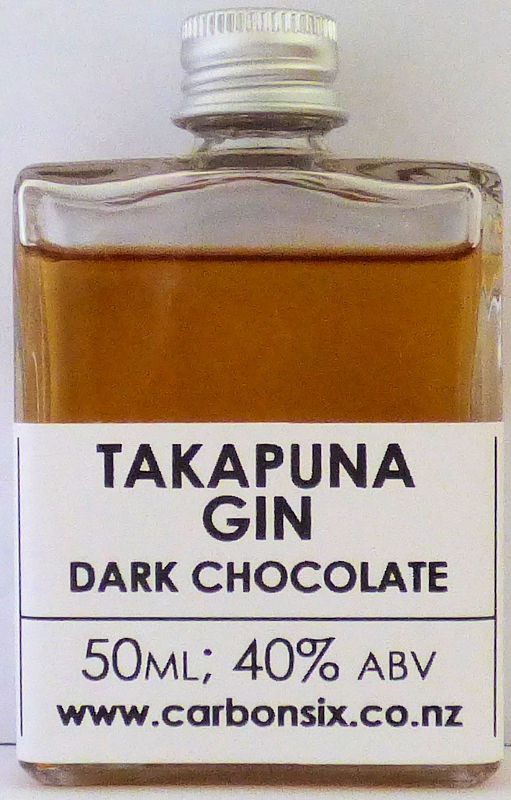 TAKAPUNA
GIN
DARK CHOCOLATE
50ML; 40% ABV
www.carbonsix.co.nz